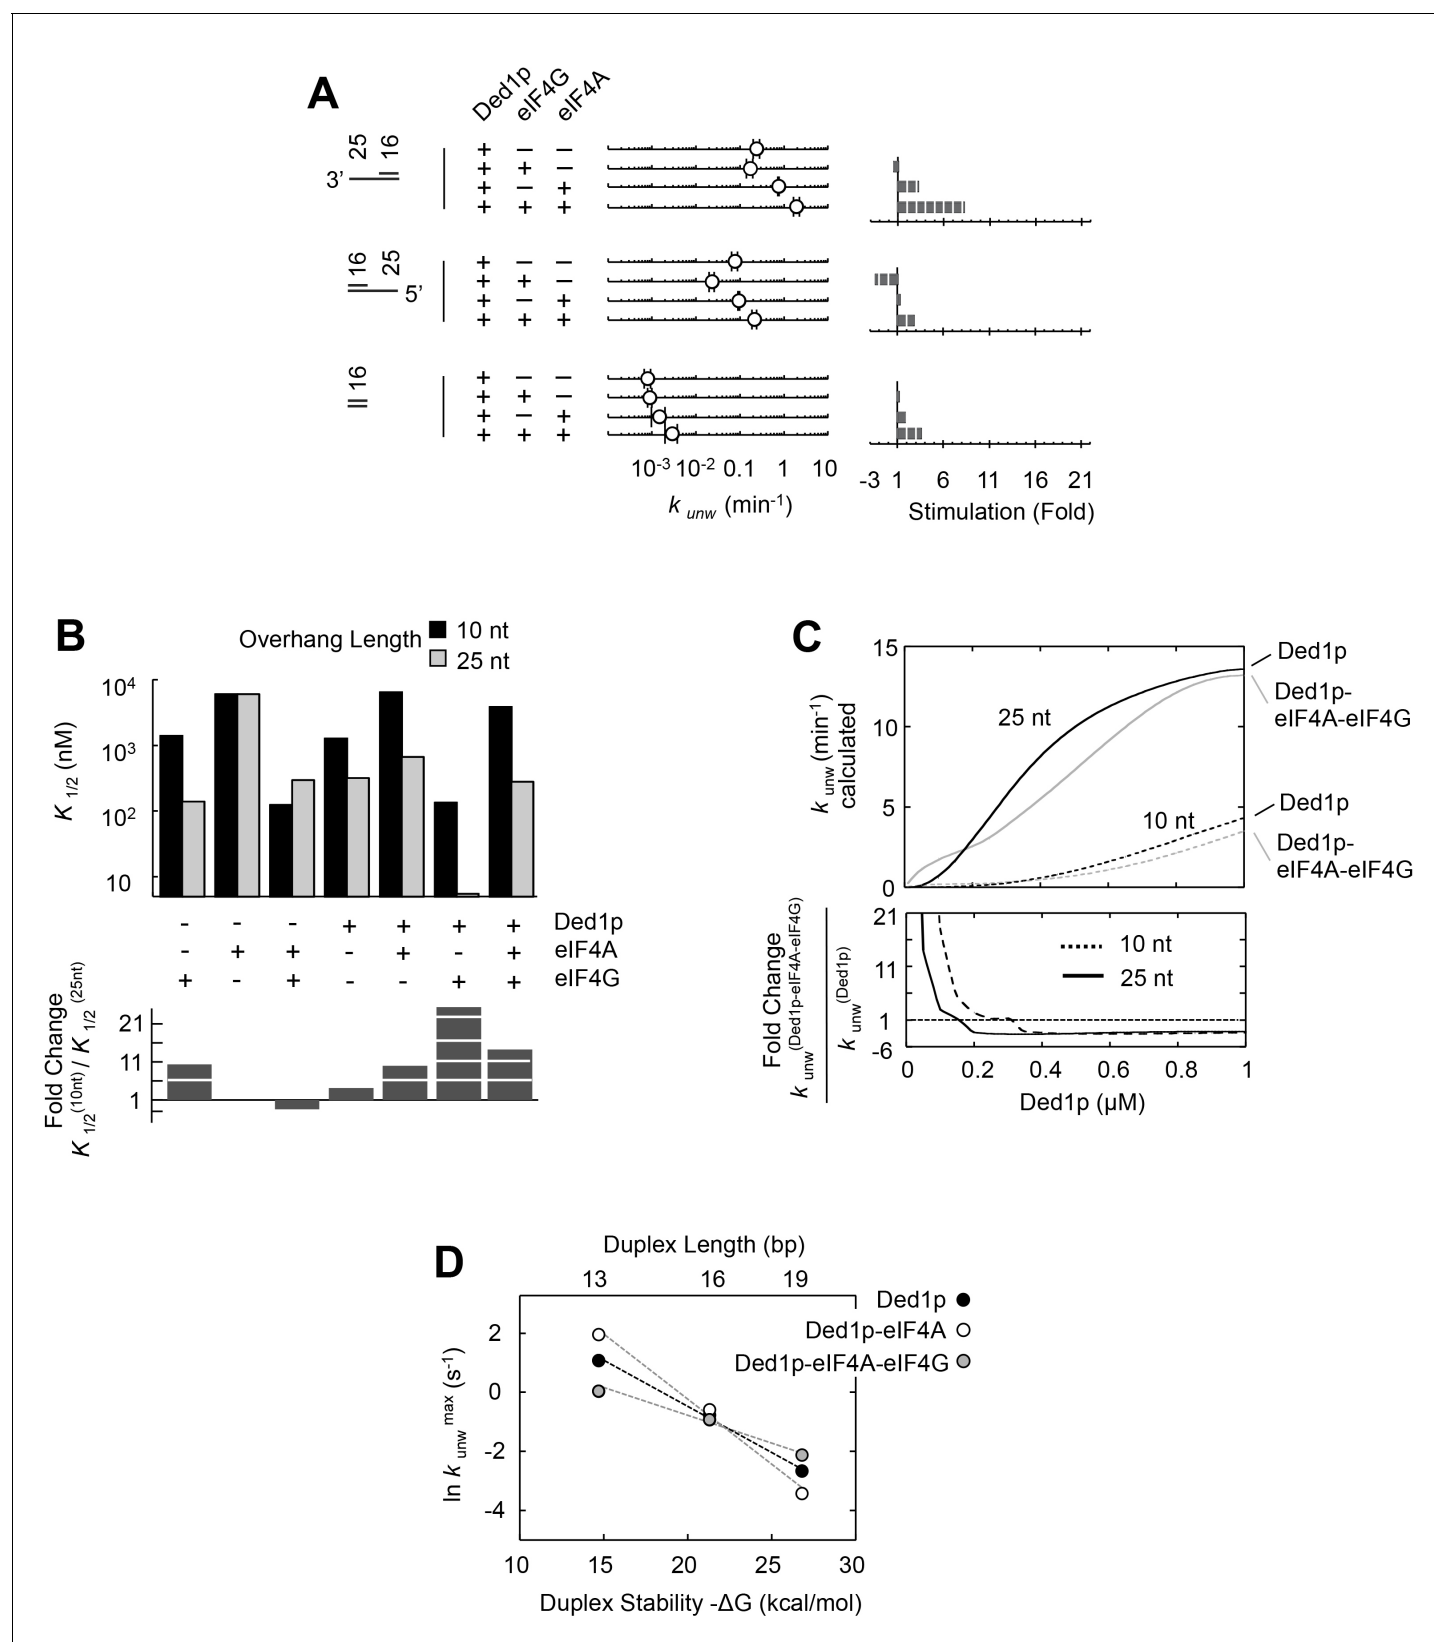 A
Ded1p eIF4G eIF4A
25 16
3’
+ – –
+ + –
+ – +
+ + +
16 25
5’
+ – –
+ + –
+ – +
+ + +
16
+ – –
+ + –
+ – +
+ + +
10-3 10-2 0.1 1 10
k unw (min-1)
-3 1 6 11 16 21
Stimulation (Fold)
B
Overhang Length
10 nt
25 nt
K 1/2 (nM)
104
103
102
10
- - - + + + + Ded1p
- + + - + - + eIF4A
+ - + - - + + eIF4G
Fold Change
K 1/2 (10nt) / K 1/2 (25nt)
21
11
1
C
k unw (min-1)
calculated
15
10
5
0
25 nt
10 nt
Ded1p
Ded1p-
eIF4A-eIF4G
Ded1p
Ded1p-
eIF4A-eIF4G
Fold Change
k unw (Ded1p-eIF4A-eIF4G)
k unw (Ded1p)
21
11
1
-6
10 nt
25 nt
0 0.2 0.4 0.6 0.8 1
Ded1p (µM)
D
Duplex Length (bp)
13 16 19
Ded1p
Ded1p-eIF4A
Ded1p-eIF4A-eIF4G
ln k unw max (s-1)
2
0
-2
-4
10 15 20 25 30
Duplex Stability -ΔG (kcal/mol)